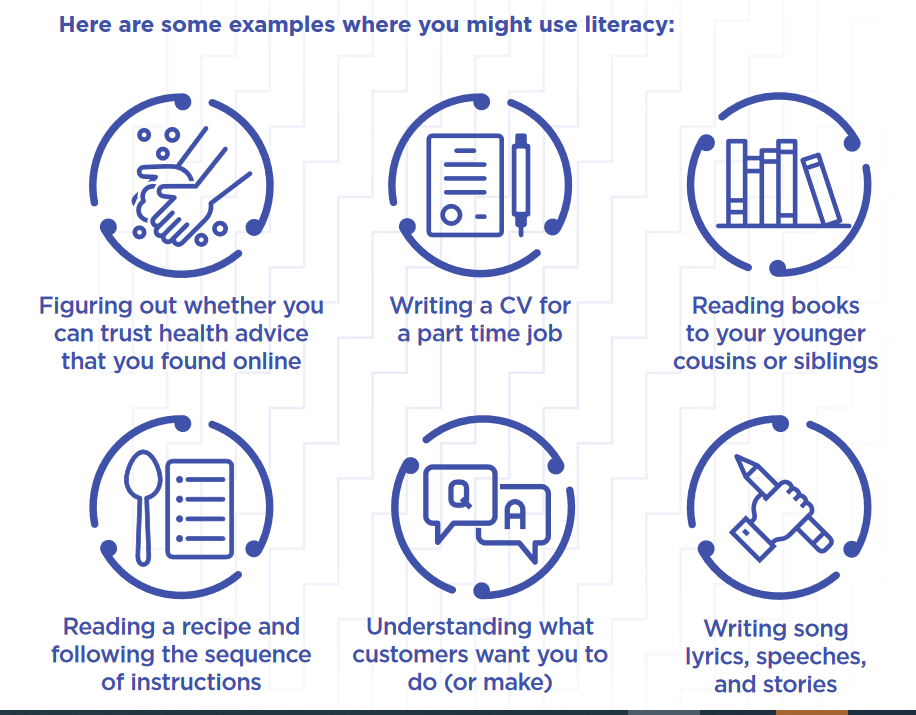 Here are some examples where you might use literacy:
Figuring out whether you
can trust health advice
that you found online
Writing a CV for
a part time job
Reading books
to your younger
cousins or siblings
Q
A
Reading a recipe and
following the sequence
of instructions
Understanding what
customers want you to
do (or make)
Writing song
lyrics, speeches,
and stories